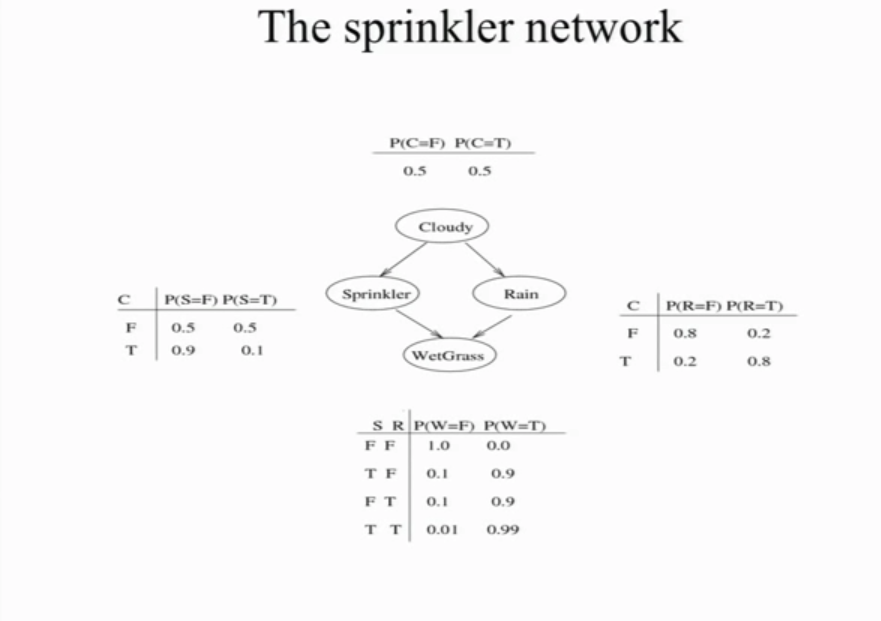 The sprinkler network
P(C=F) P(C=T)
0.5 0.5
Cloudy
Sprinkler
Rain
WetGrass
C P(S=F) P(S=T)
F 0.5 0.5
T 0.9 0.1
C P(R=F) P(R=T)
F 0.8 0.2
T 0.2 0.8
S R P(W=F) P(W=T)
F F 1.0 0.0
T F 0.1 0.9
F T 0.1 0.9
T T 0.01 0.99